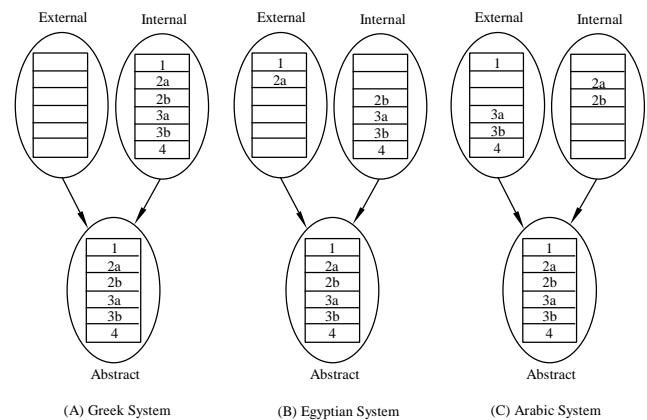 External Internal External Internal External Internal
1
2a
2b
3a
3b
4
1
2a
2b
3a
3b
4
1
3a
3b
4
2a
2b
1
2a
2b
3a
3b
4
1
2a
2b
3a
3b
4
1
2a
2b
3a
3b
4
Abstract Abstract Abstract
(A) Greek System (B) Egyptian System (C) Arabic System